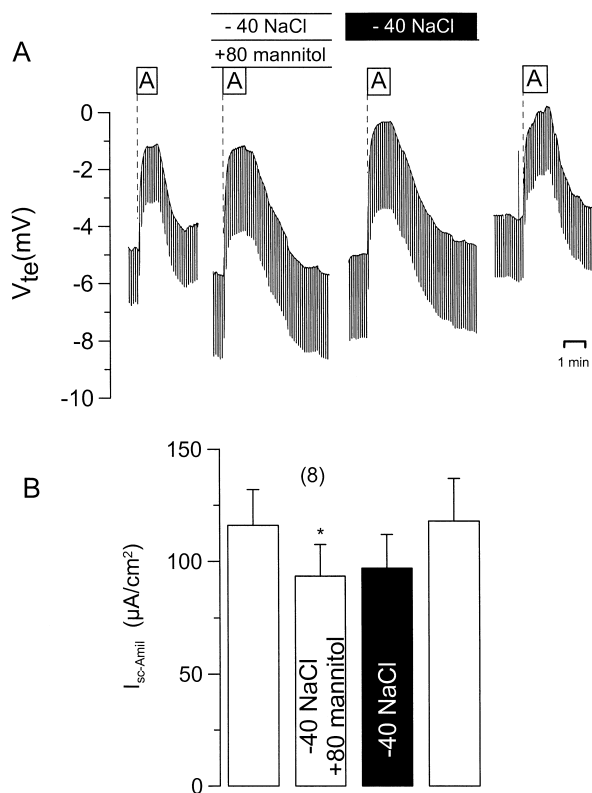 - 40 NaCl
- 40 NaCl
A
+80 mannitol
A
A
A
A
0
-2
-4
-6
-8
-10
Vte(mV)
1 min
B
150
100
50
0
Isc-Amil (µA/cm²)
(8)
*
-40 NaCl
+80 mannitol
-40 NaCl